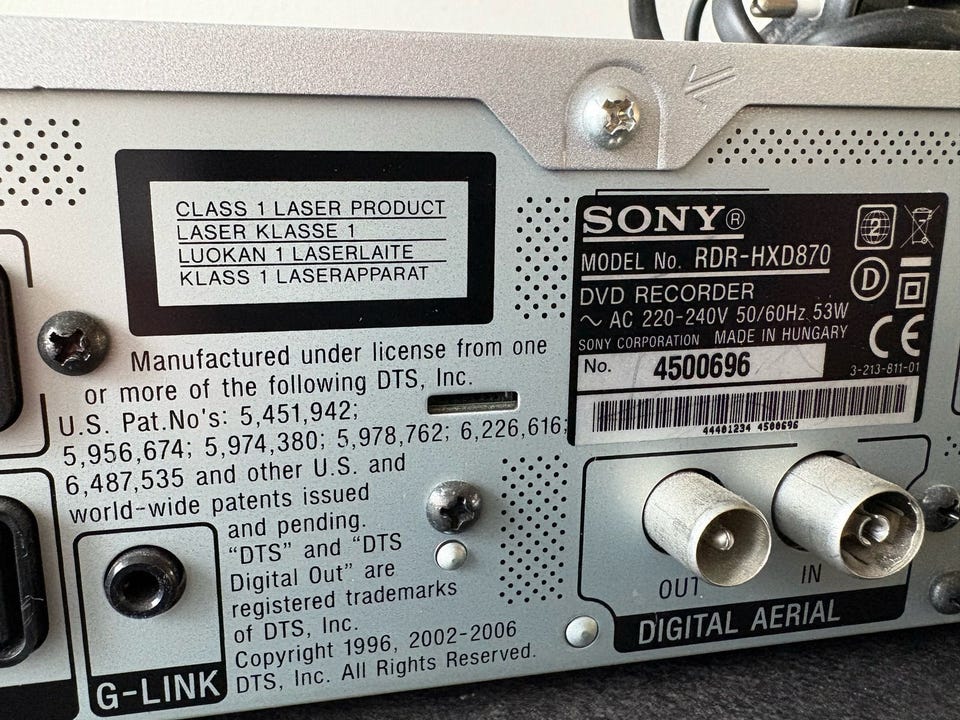 CLASS 1 LASER PRODUCT
LASER KLASSE 1
LUOKAN 1 LASERLAITE
KLASS 1 LASERAPPARAT
Manufactured under license from one
or more of the following DTS, Inc.
U.S. Pat.No's: 5,451,942;
5,956,674; 5,974,380; 5,978,762; 6,226,616;
6,487,535 and other U.S. and
world-wide patents issued
and pending.
"DTS" and "DTS
Digital Out" are
registered trademarks
of DTS, Inc.
Copyright 1996, 2002-2006
DTS, Inc. All Rights Reserved.
G-LINK
SONY®
MODEL No. RDR-HXD870
DVD RECORDER
~ AC 220-240V 50/60Hz 53W
SONY CORPORATION MADE IN HUNGARY
No. 4500696
2
D
CE
3-213-811-01
44401234 4500696
OUT IN
DIGITAL AERIAL